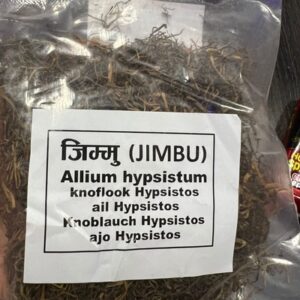 जिम्मु (JIMBU)
Allium hypsistum
knoflook Hypsistos
ail Hypsistos
Knoblauch Hypsistos
ajo Hypsistos